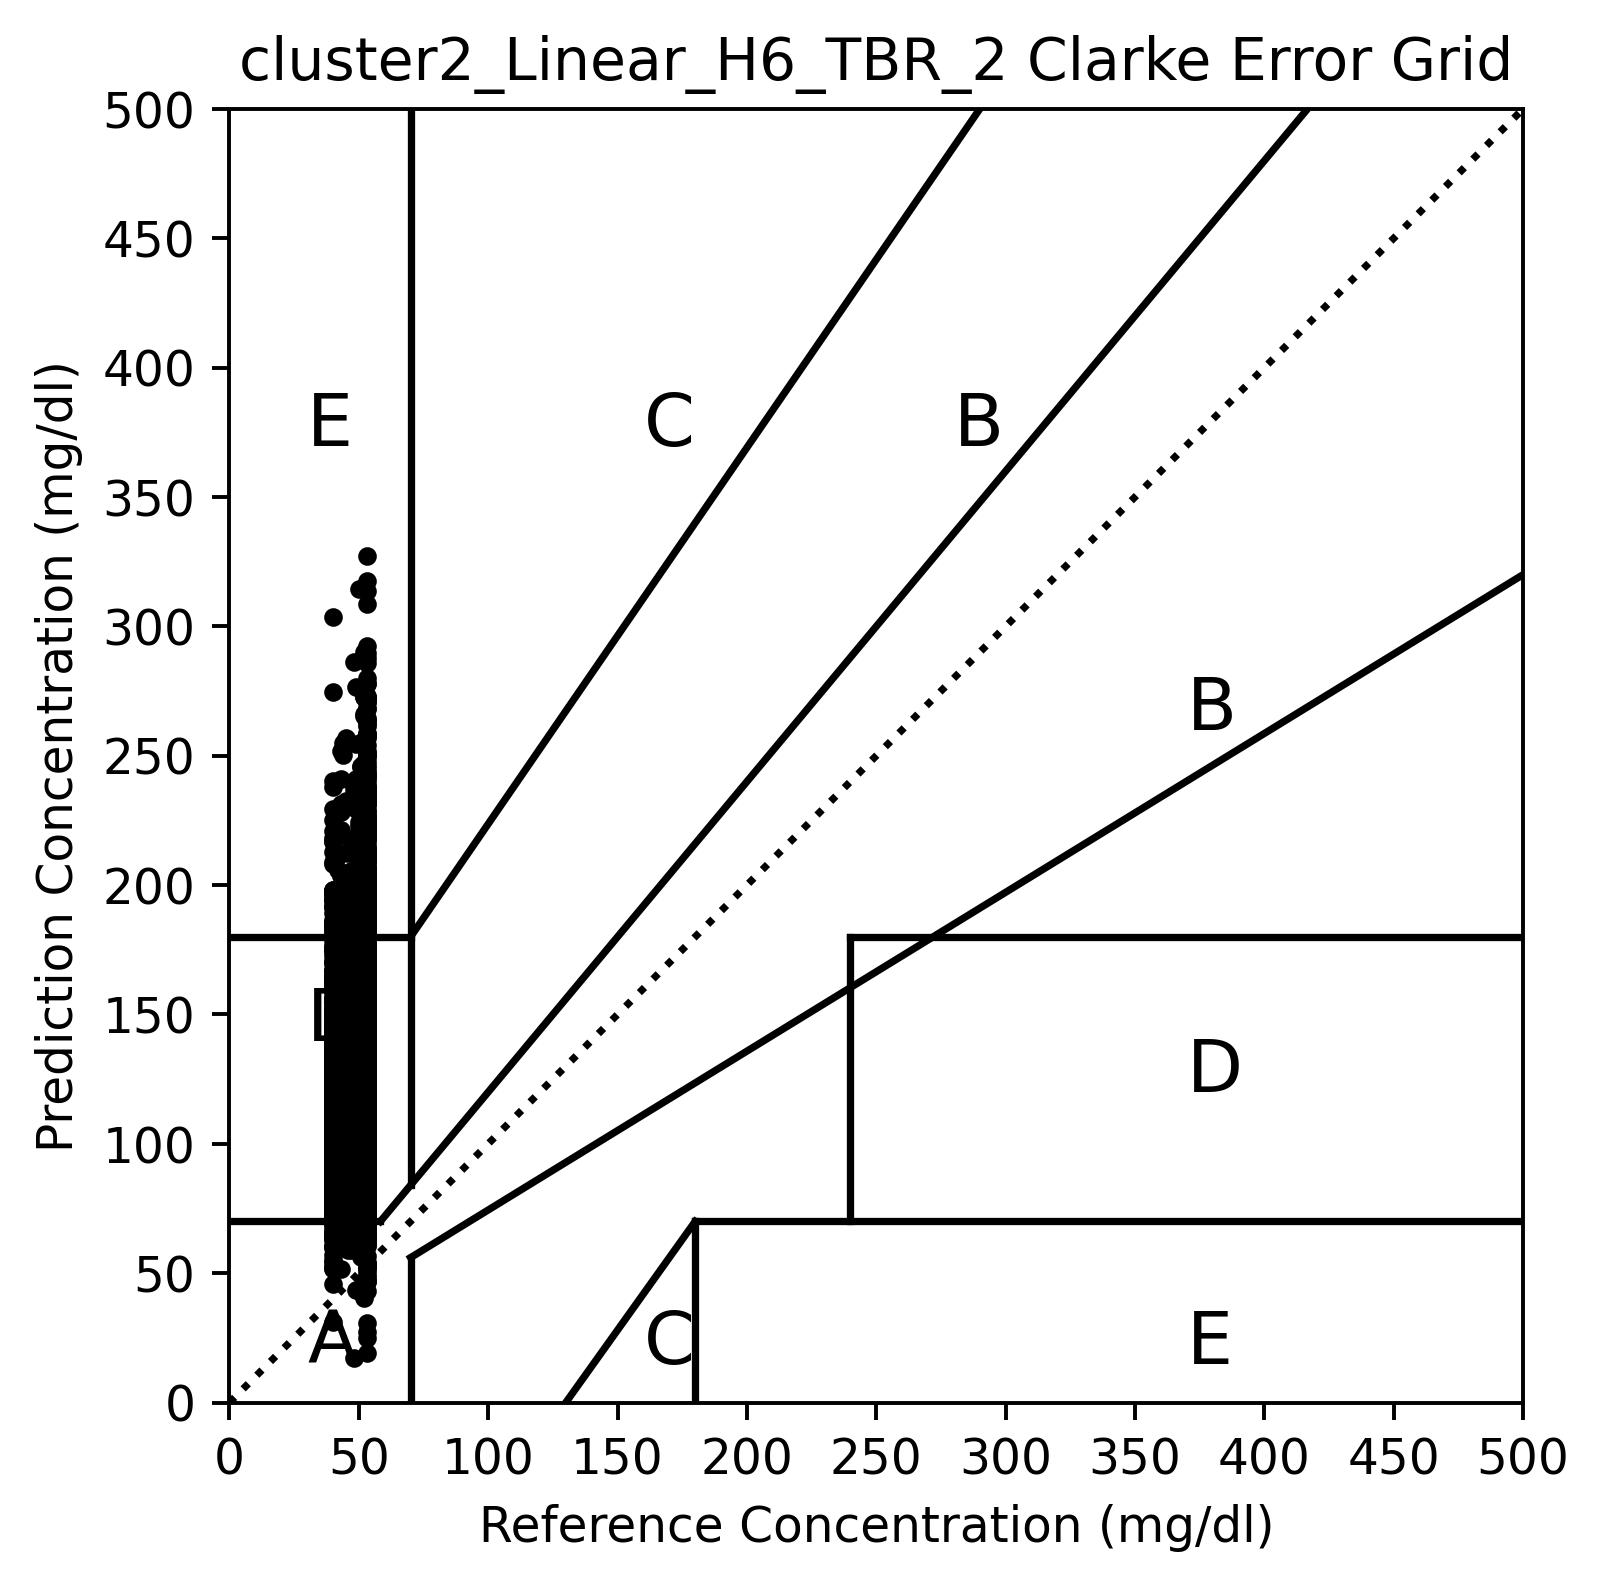 cluster2_Linear_H6_TBR_2 Clarke Error Grid
500
450
400
350
300
250
200
150
100
50
0
Prediction Concentration (mg/dl)
E
C
B
B
D
A
C
E
0
50
100
150
200
250
300
350
400
450
500
Reference Concentration (mg/dl)